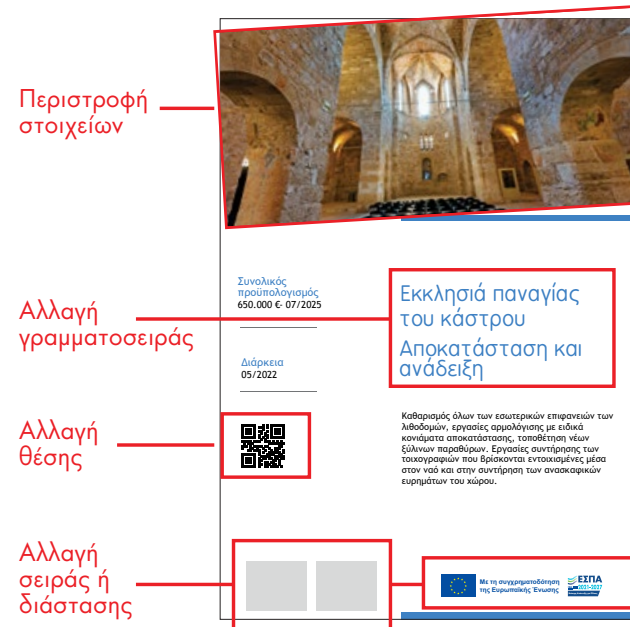 Περιστροφή
στοιχείων
Συνολικός
προϋπολογισμός
650.000 €- 07/2025
Αλλαγή
γραμματοσειράς
Εκκλησιά παναγίας
του κάστρου
Αποκατάσταση και
ανάδειξη
Διάρκεια
05/2022
Αλλαγή
θέσης
Καθαρισμός όλων των εσωτερικών επιφανειών των
λιθοδομών, εργασίες αρμολόγησης με ειδικά
κονιάματα αποκατάστασης, τοποθέτηση νέων
ξύλινων παραθύρων. Εργασίες συντήρησης των
τοιχογραφιών που βρίσκονται εντοιχισμένες μέσα
στον ναό και στην συντήρηση των ανασκαφικών
ευρημάτων του χώρου.
Αλλαγή
σειράς ή
διάστασης
Με τη συγχρηματοδότηση
της Ευρωπαϊκής Ένωσης
ΕΣΠΑ
2021-2027